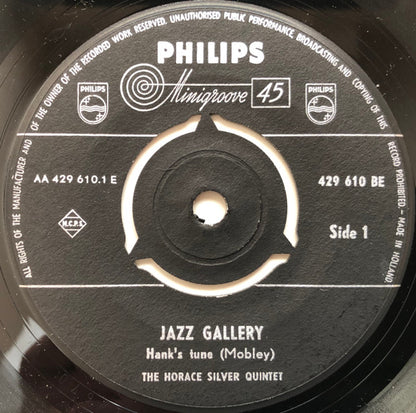 ALL RIGHTS OF THE MANUFACTURER AND OF THE OWNER OF THE RECORDED WORK RESERVED. UNAUTHORISED PUBLIC PERFORMANCE, BROADCASTING AND COPYING OF THIS RECORD PROHIBITED. - MADE IN HOLLAND
PHILIPS
Minigroove 45
PHILIPS PHILIPS
AA 429 610.1 E 429 610 BE
N.C.P.S. Side 1
JAZZ GALLERY
Hank's tune (Mobley)
THE HORACE SILVER QUINTET